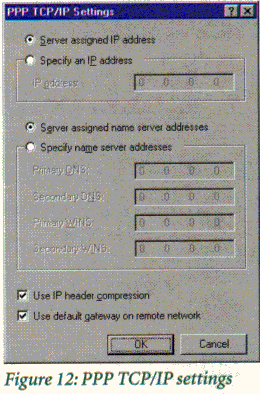 PPP TCP/IP Settings
Server assigned IP address
Specify an IP address
IP address:
0 . 0 . 0 . 0
Server assigned name server addresses
Specify name server addresses
Primary DNS:
0 . 0 . 0 . 0
Secondary DNS:
0 . 0 . 0 . 0
Primary WINS:
0 . 0 . 0 . 0
Secondary WINS:
0 . 0 . 0 . 0
Use IP header compression
Use default gateway on remote network
OK
Cancel
Figure 12: PPP TCP/IP settings